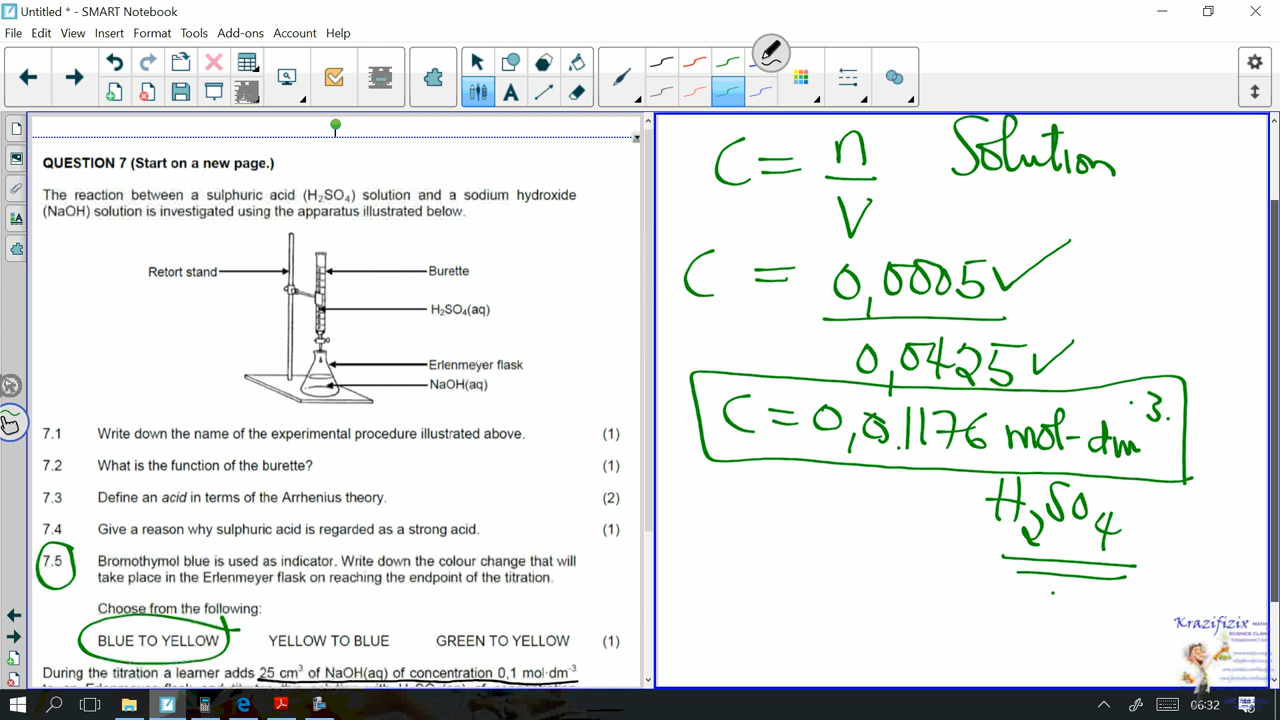 Untitled * - SMART Notebook
File Edit View Insert Format Tools Add-ons Account Help
QUESTION 7 (Start on a new page.)
The reaction between a sulphuric acid (H₂SO₄) solution and a sodium hydroxide
(NaOH) solution is investigated using the apparatus illustrated below.
Retort stand
Burette
H₂SO₄(aq)
Erlenmeyer flask
NaOH(aq)
7.1 Write down the name of the experimental procedure illustrated above. (1)
7.2 What is the function of the burette? (1)
7.3 Define an acid in terms of the Arrhenius theory. (2)
7.4 Give a reason why sulphuric acid is regarded as a strong acid. (1)
7.5 Bromothymol blue is used as indicator. Write down the colour change that will
take place in the Erlenmeyer flask on reaching the endpoint of the titration.
Choose from the following:
BLUE TO YELLOW YELLOW TO BLUE GREEN TO YELLOW (1)
During the titration a learner adds 25 cm³ of NaOH(aq) of concentration 0,1 mol·dm⁻³
C = n/V Solution
C = 0,0005 ✓
0,0425 ✓
C = 0,0.1176 mol-dm⁻³.
H₂SO₄
Krazifizix MATH
SCIENCE CLINIC
06:32